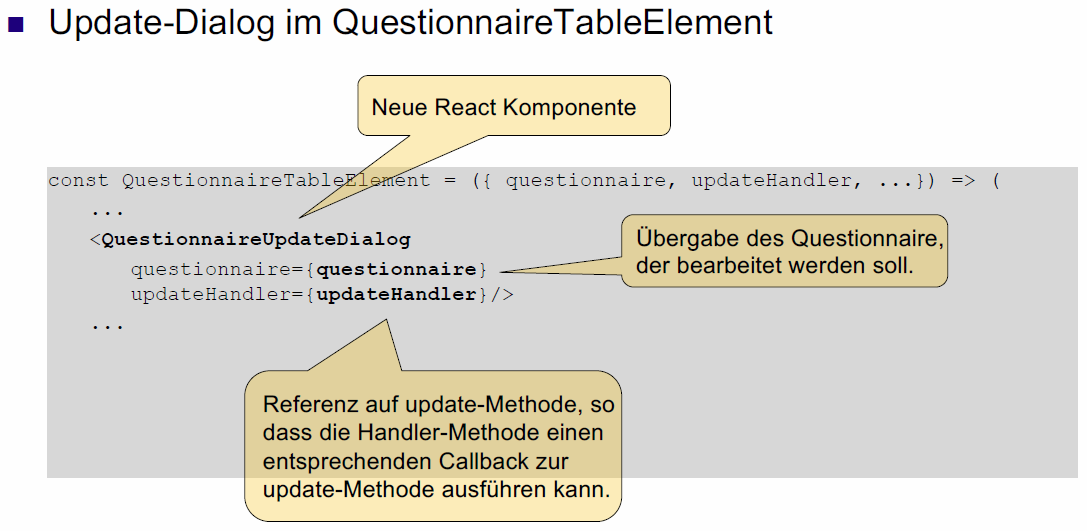 Update-Dialog im QuestionnaireTableElement
Neue React Komponente
const QuestionnaireTableElement = ({ questionnaire, updateHandler, ...}) => (
...
<QuestionnaireUpdateDialog
questionnaire={questionnaire}
updateHandler={updateHandler}/>
...
Übergabe des Questionnaire,
der bearbeitet werden soll.
Referenz auf update-Methode, so
dass die Handler-Methode einen
entsprechenden Callback zur
update-Methode ausführen kann.